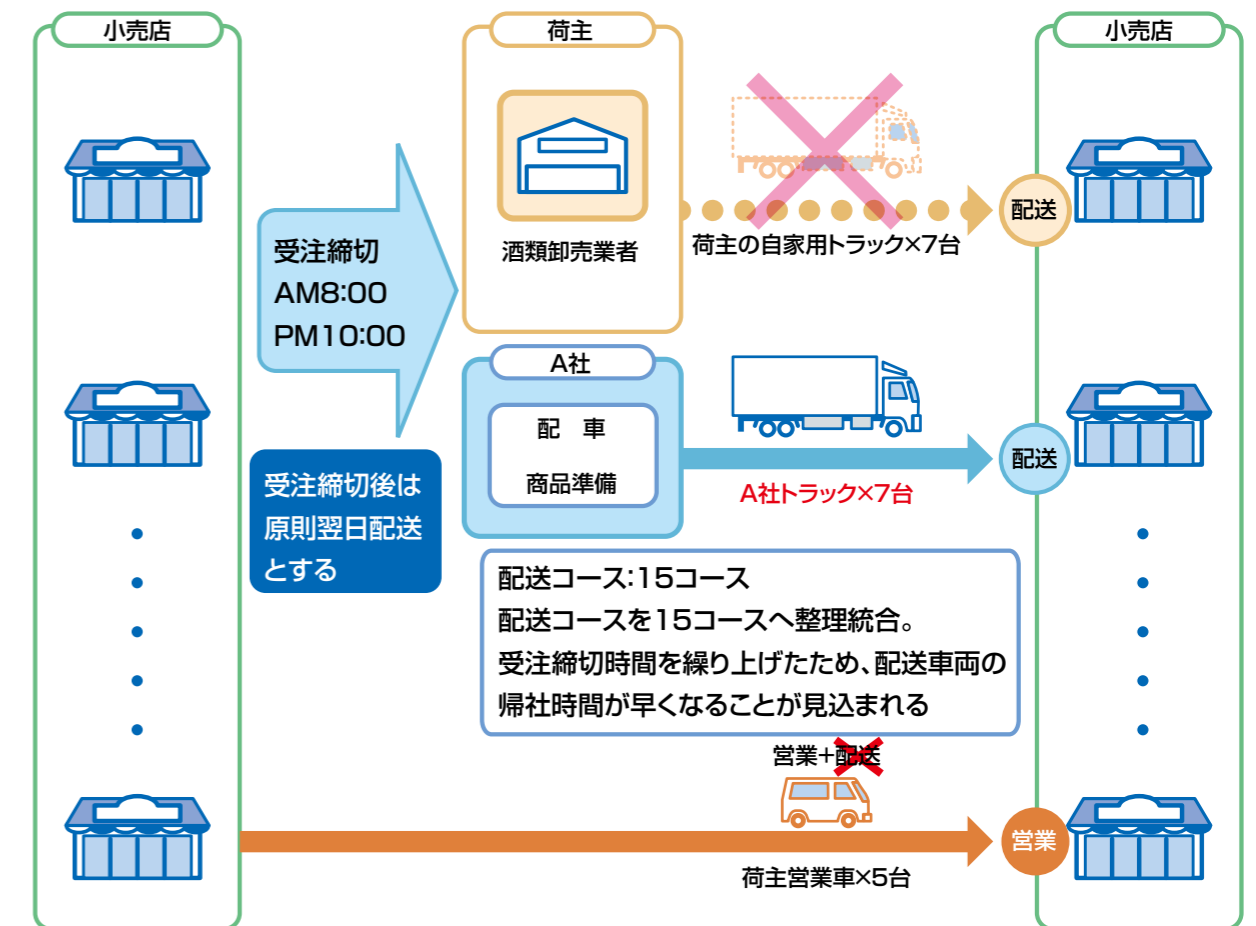 小売店
荷主
小売店
酒類卸売業者
荷主の自家用トラック×7台
配送
受注締切
AM8:00
PM10:00
A社
配　車
商品準備
A社トラック×7台
配送
受注締切後は
原則翌日配送
とする
配送コース:15コース
配送コースを15コースへ整理統合。
受注締切時間を繰り上げたため、配送車両の
帰社時間が早くなることが見込まれる
営業+配送
荷主営業車×5台
営業